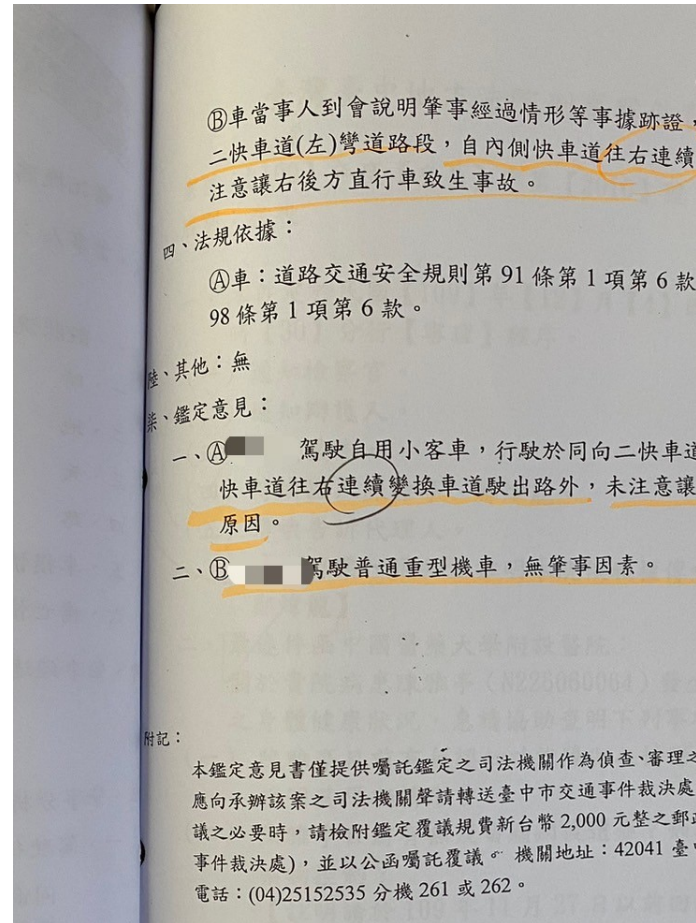 Ⓑ車當事人到會說明肇事經過情形等事據跡證，
二快車道(左)彎道路段，自內側快車道往右連續
注意讓右後方直行車致生事故。
四、法規依據：
Ⓐ車：道路交通安全規則第 91 條第 1 項第 6 款
98 條第 1 項第 6 款。
陸、其他：無
柒、鑑定意見：
一、Ⓐ 駕駛自用小客車，行駛於同向二快車道
快車道往右連續變換車道駛出路外，未注意讓
原因。
二、Ⓑ 駕駛普通重型機車，無肇事因素。
附記：
本鑑定意見書僅提供囑託鑑定之司法機關作為偵查、審理之
應向承辦該案之司法機關聲請轉送臺中市交通事件裁決處
議之必要時，請檢附鑑定覆議規費新台幣 2,000 元整之郵政
事件裁決處)，並以公函囑託覆議。機關地址：42041 臺中
電話：(04)25152535 分機 261 或 262。